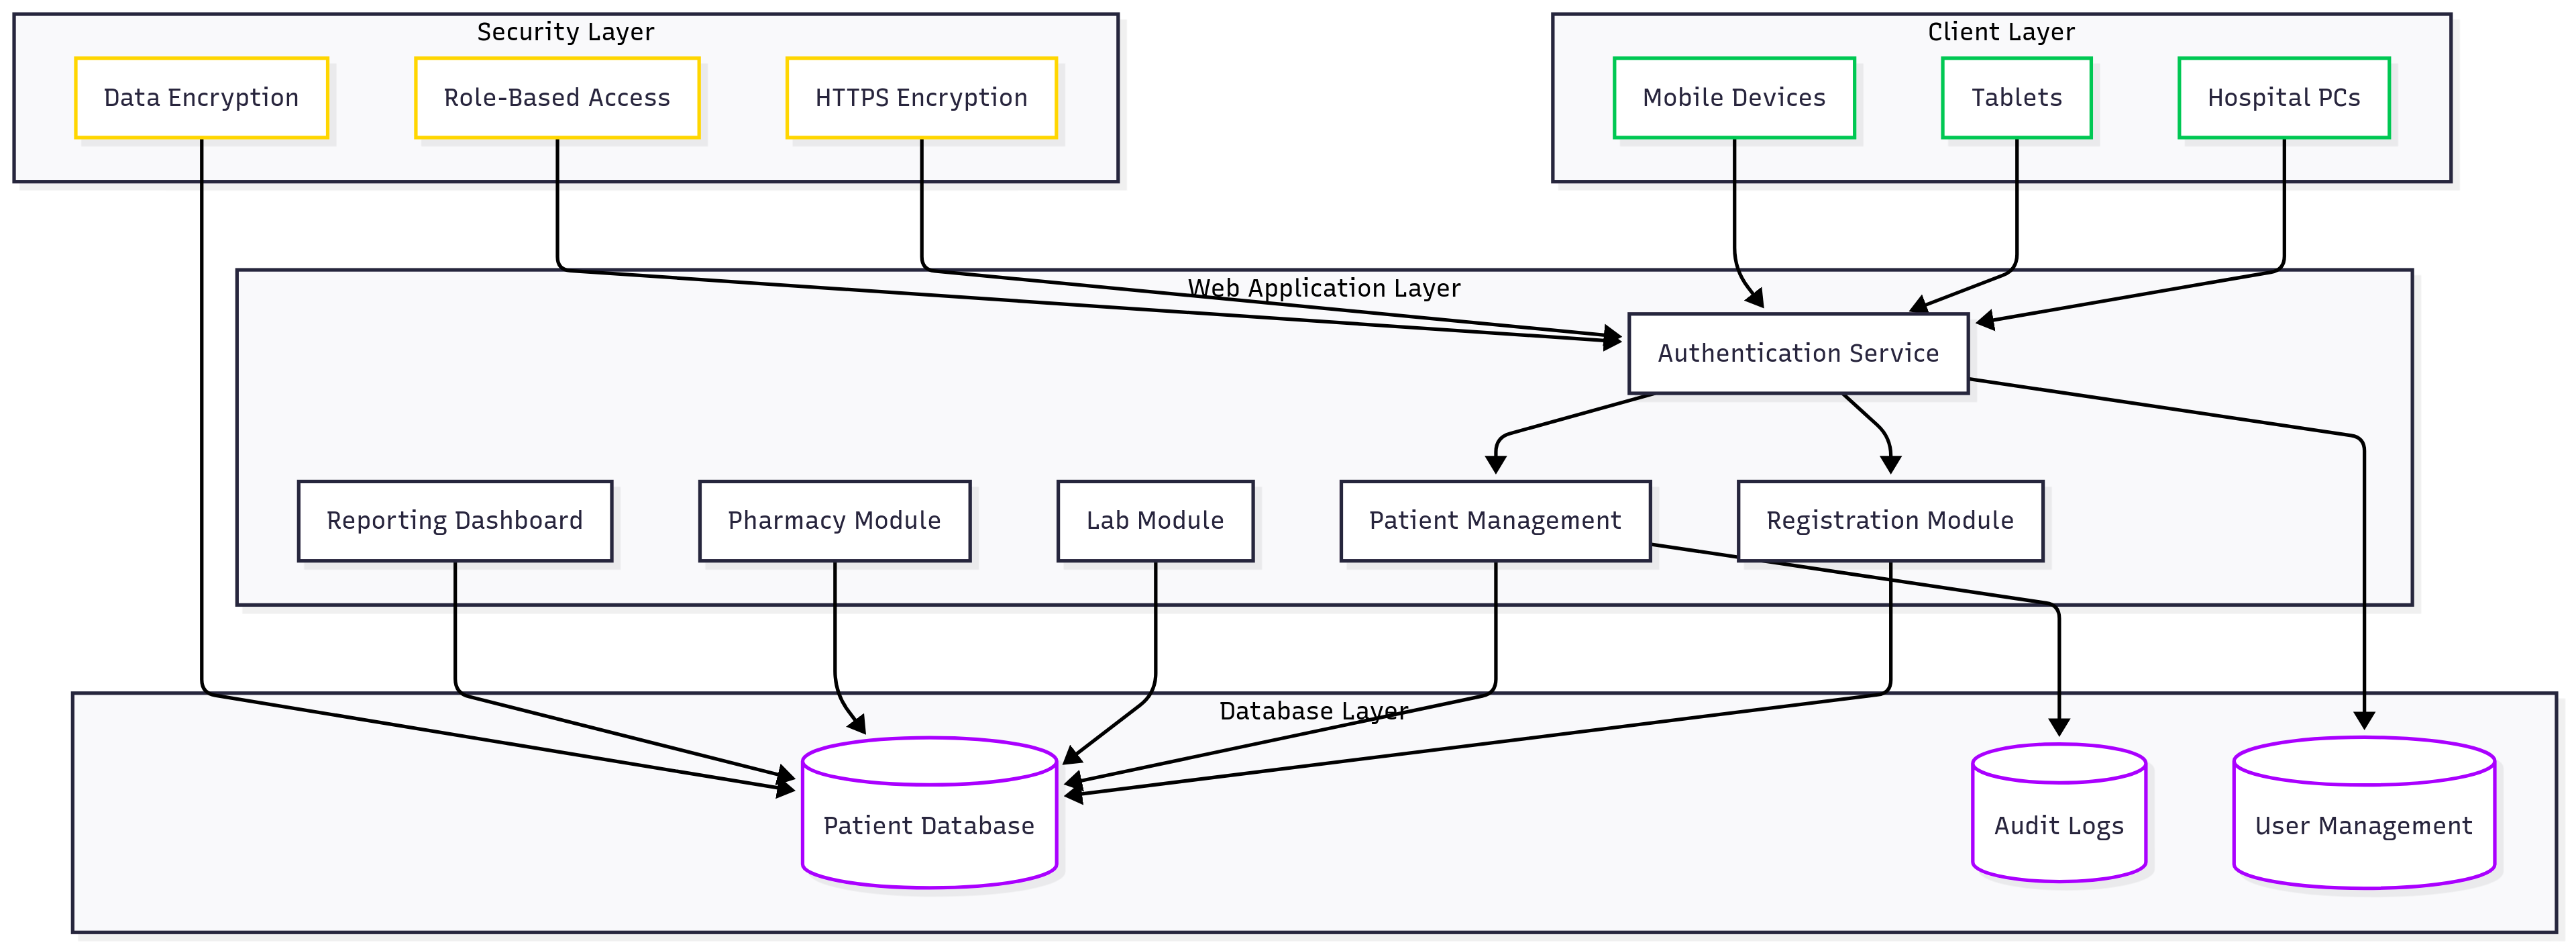 Security Layer
Data Encryption
Role-Based Access
HTTPS Encryption
Client Layer
Mobile Devices
Tablets
Hospital PCs
Web Application Layer
Authentication Service
Reporting Dashboard
Pharmacy Module
Lab Module
Patient Management
Registration Module
Database Layer
Patient Database
Audit Logs
User Management